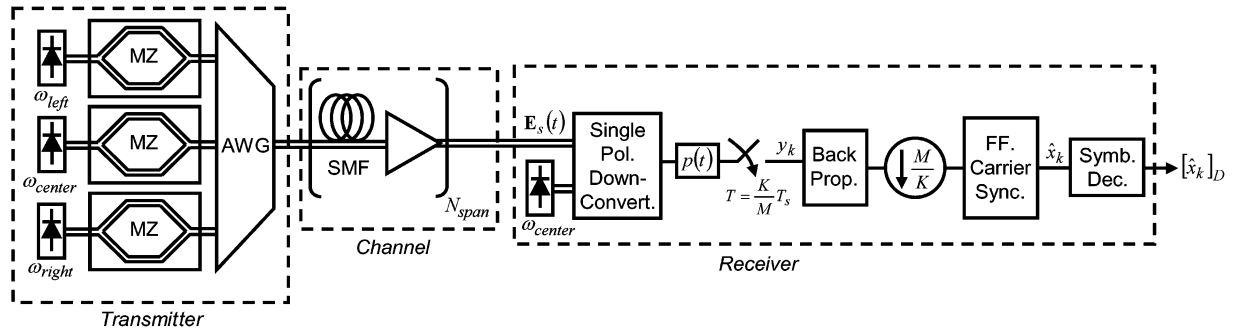 MZ
ω_left
MZ
ω_center
MZ
ω_right
AWG
Transmitter
SMF
N_span
Channel
E_s(t)
ω_center
Single
Pol.
Down-
Convert.
p(t)
T = K/M T_s
y_k
Back
Prop.
↓ M/K
FF.
Carrier
Sync.
x̂_k
Symb.
Dec.
[x̂_k]_D
Receiver